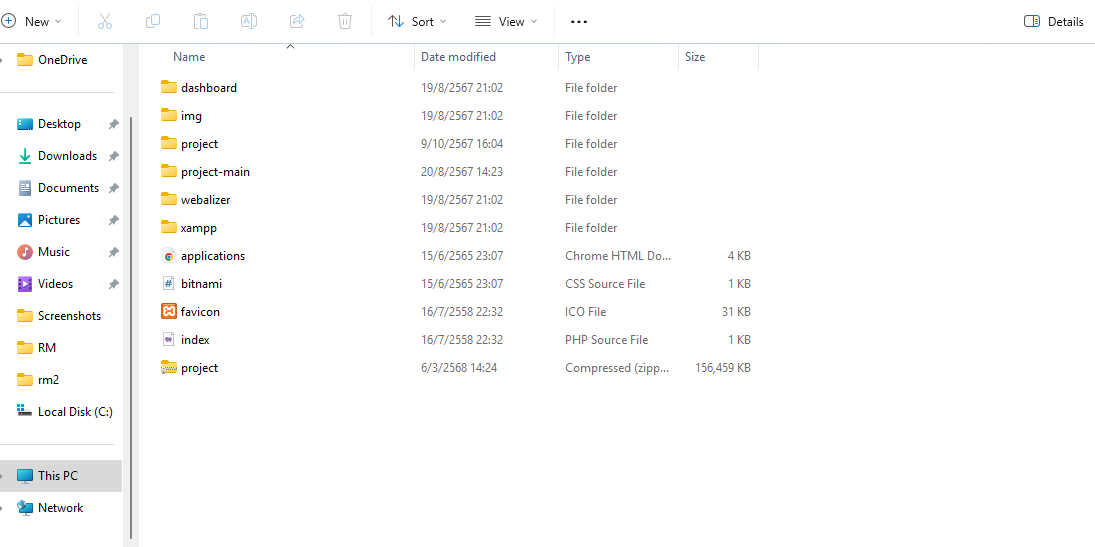 New Sort View ... Details
Name Date modified Type Size
OneDrive
dashboard 19/8/2567 21:02 File folder
img 19/8/2567 21:02 File folder
Desktop
project 9/10/2567 16:04 File folder
Downloads
project-main 20/8/2567 14:23 File folder
Documents
webalizer 19/8/2567 21:02 File folder
Pictures
xampp 19/8/2567 21:02 File folder
Music
applications 15/6/2565 23:07 Chrome HTML Do... 4 KB
Videos
bitnami 15/6/2565 23:07 CSS Source File 1 KB
Screenshots
favicon 16/7/2558 22:32 ICO File 31 KB
RM
index 16/7/2558 22:32 PHP Source File 1 KB
rm2
project 6/3/2568 14:24 Compressed (zipp... 156,459 KB
Local Disk (C:)
This PC
Network